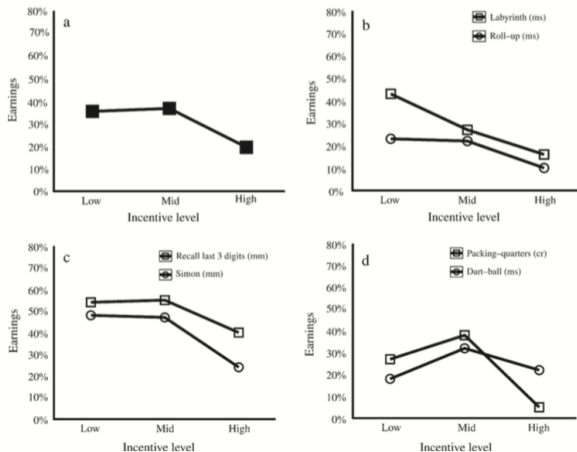 a
80%
70%
60%
50%
40%
30%
20%
10%
0%
Earnings
Low Mid High
Incentive level
b
Labyrinth (ms)
Roll-up (ms)
80%
70%
60%
50%
40%
30%
20%
10%
0%
Earnings
Low Mid High
Incentive level
c
Recall last 3 digits (mm)
Simon (mm)
80%
70%
60%
50%
40%
30%
20%
10%
0%
Earnings
Low Mid High
Incentive level
d
Packing-quarters (cr)
Dart-ball (ms)
80%
70%
60%
50%
40%
30%
20%
10%
0%
Earnings
Low Mid High
Incentive level